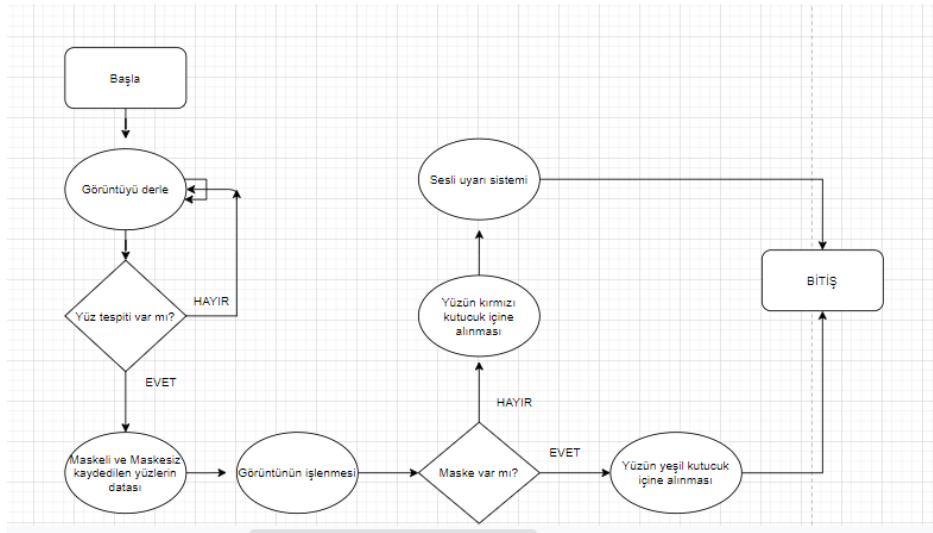 Başla
Görüntüyü derle
Yüz tespiti var mı?
HAYIR
EVET
Maskeli ve Maskesiz
kaydedilen yüzlerin
datası
Görüntünün işlenmesi
Maske var mı?
HAYIR
Yüzün kırmızı
kutucuk içine
alınması
Sesli uyarı sistemi
EVET
Yüzün yeşil kutucuk
içine alınması
BİTİŞ